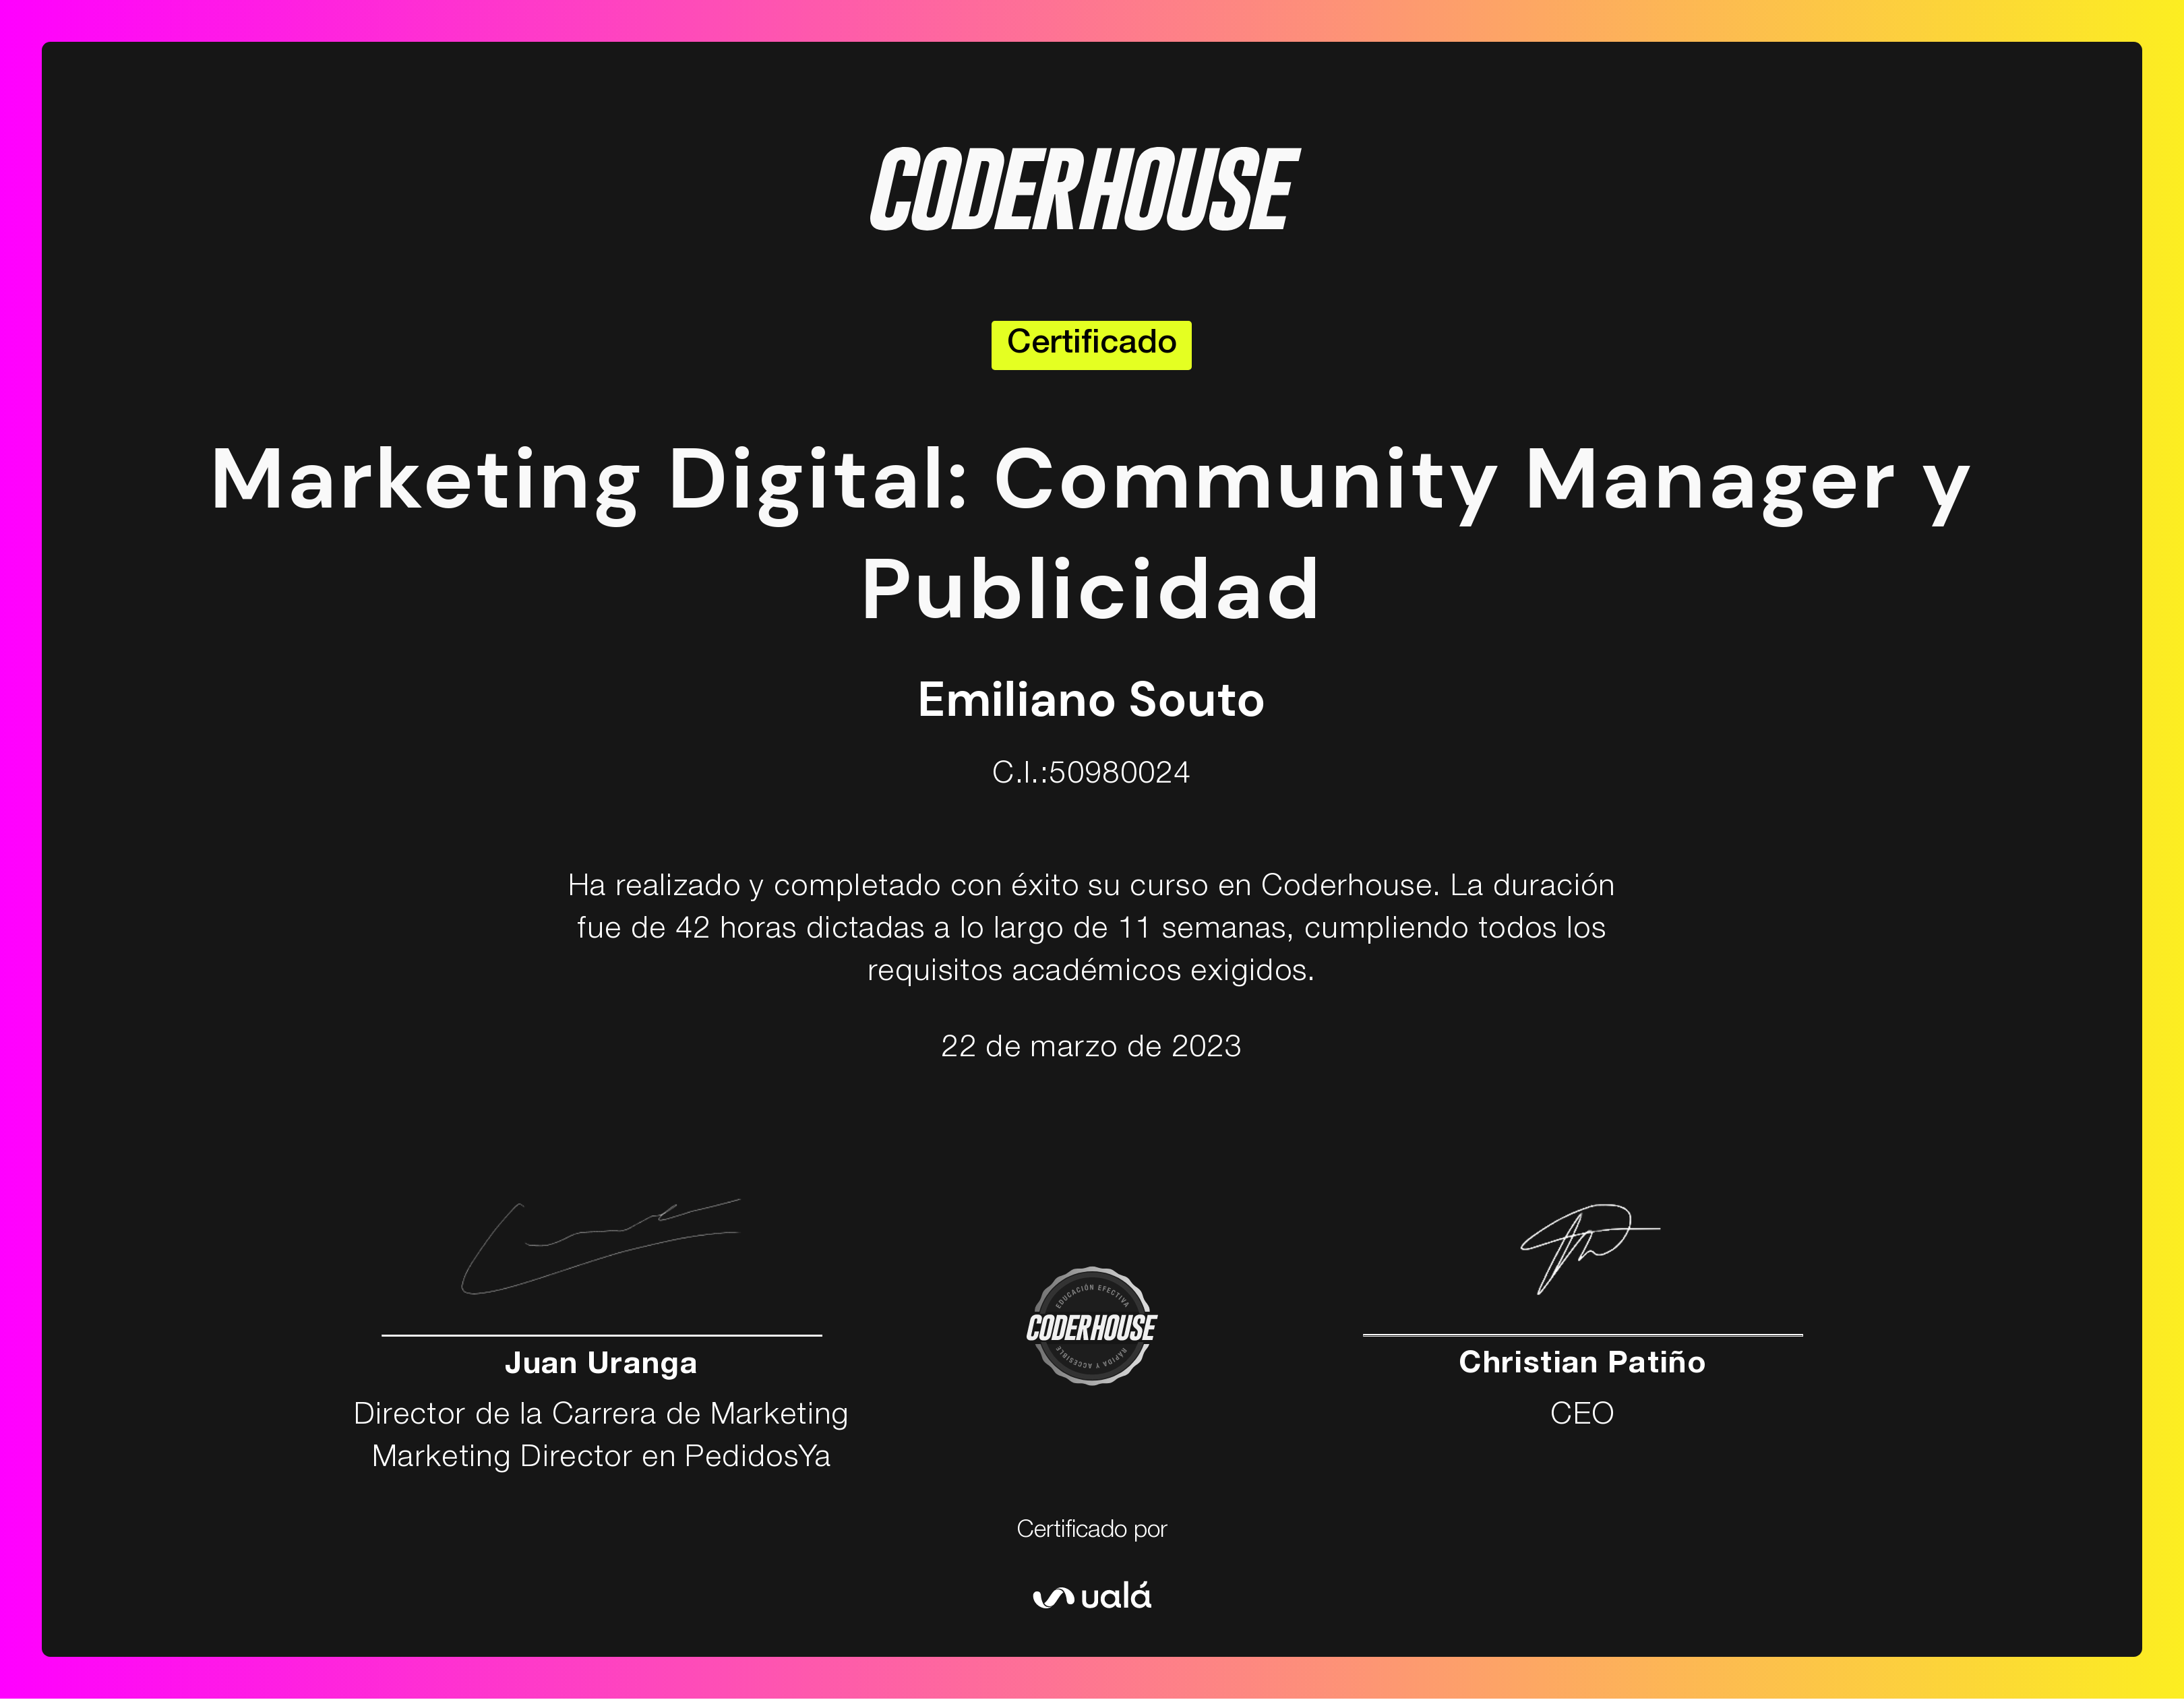 CODERHOUSE
Certificado
Marketing Digital: Community Manager y
Publicidad
Emiliano Souto
C.I.:50980024
Ha realizado y completado con éxito su curso en Coderhouse. La duración
fue de 42 horas dictadas a lo largo de 11 semanas, cumpliendo todos los
requisitos académicos exigidos.
22 de marzo de 2023
EDUCACIÓN EFECTIVA
CODERHOUSE
RÁPIDA Y ACCESIBLE
Juan Uranga
Director de la Carrera de Marketing
Marketing Director en PedidosYa
Christian Patiño
CEO
Certificado por
ualá